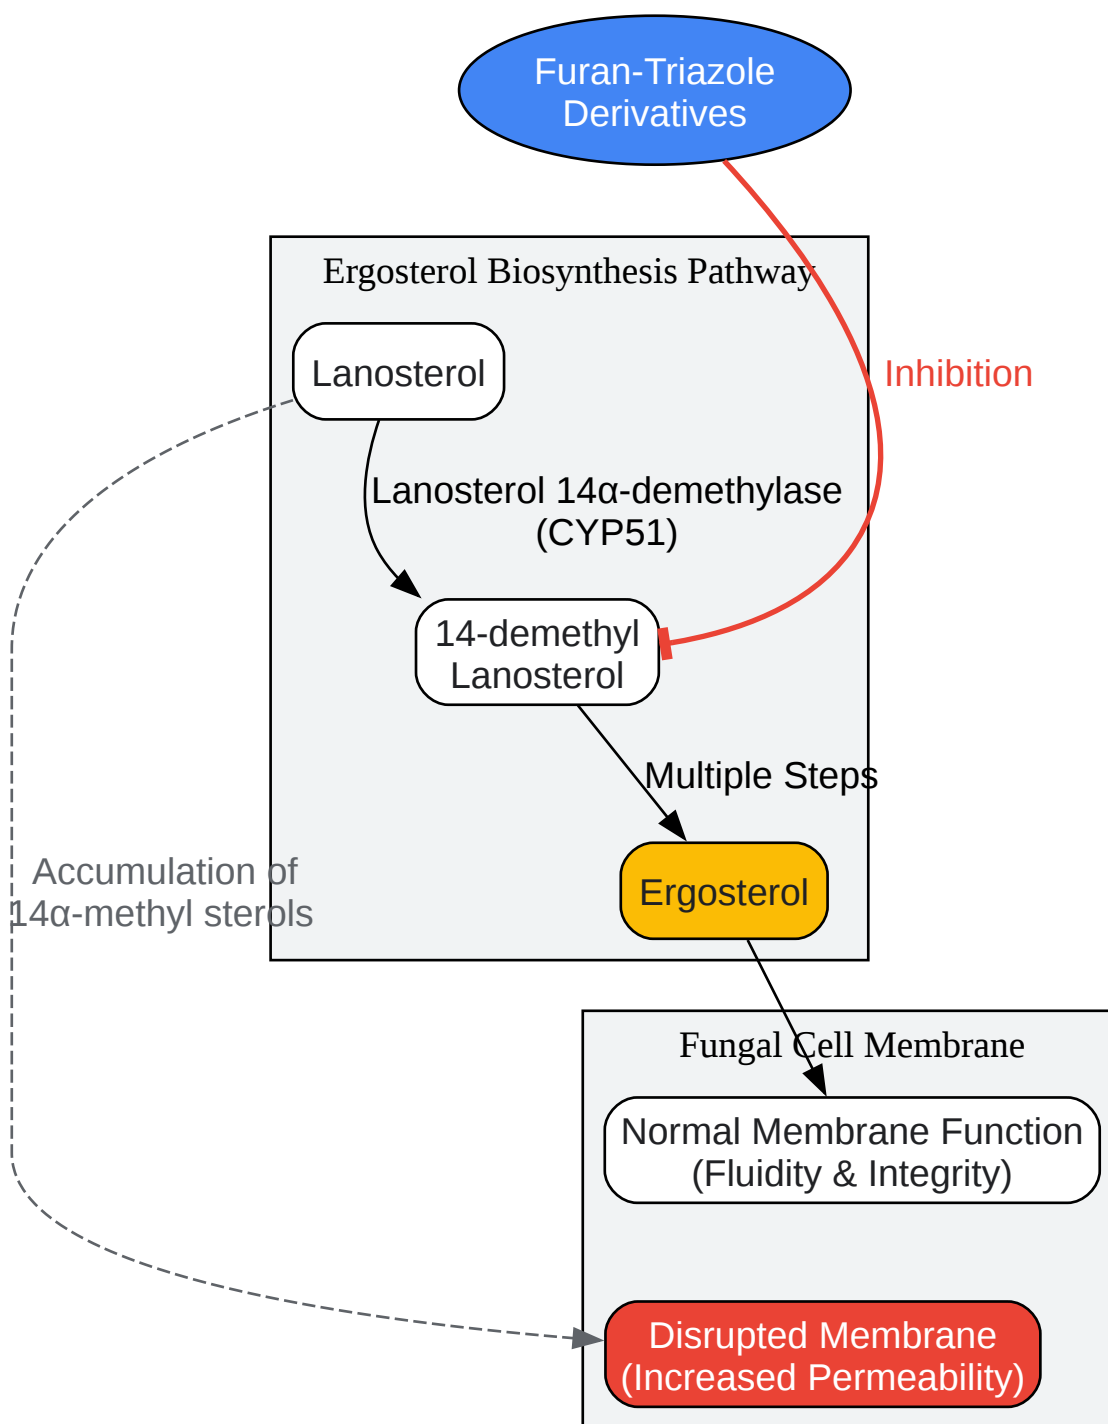 Furan-Triazole
Derivatives
Ergosterol Biosynthesis Pathway
Lanosterol
Inhibition
Lanosterol 14α-demethylase
(CYP51)
14-demethyl
Lanosterol
Multiple Steps
Accumulation of
14α-methyl sterols
Ergosterol
Fungal Cell Membrane
Normal Membrane Function
(Fluidity & Integrity)
Disrupted Membrane
(Increased Permeability)